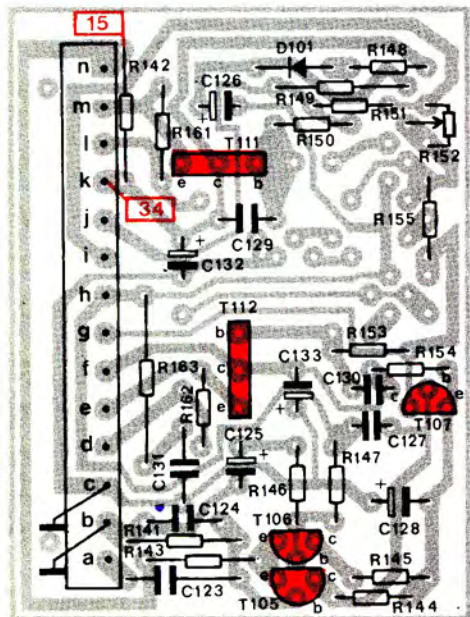 15
n
R142
C126
D101
R148
m
R149
R151
R150
R152
l
R161
T111
k
e c b
34
j
C129
R155
i
+
C132
h
T112
g
b
R153
C133
R154
f
R163
c
C130
c
b
e
R162
e
e
+
T107
C127
d
C125
+
C131
R147
c
R146
+
C124
C128
b
R141
T106
e c
R143
b
a
R145
e c
C123
T105
b
R144